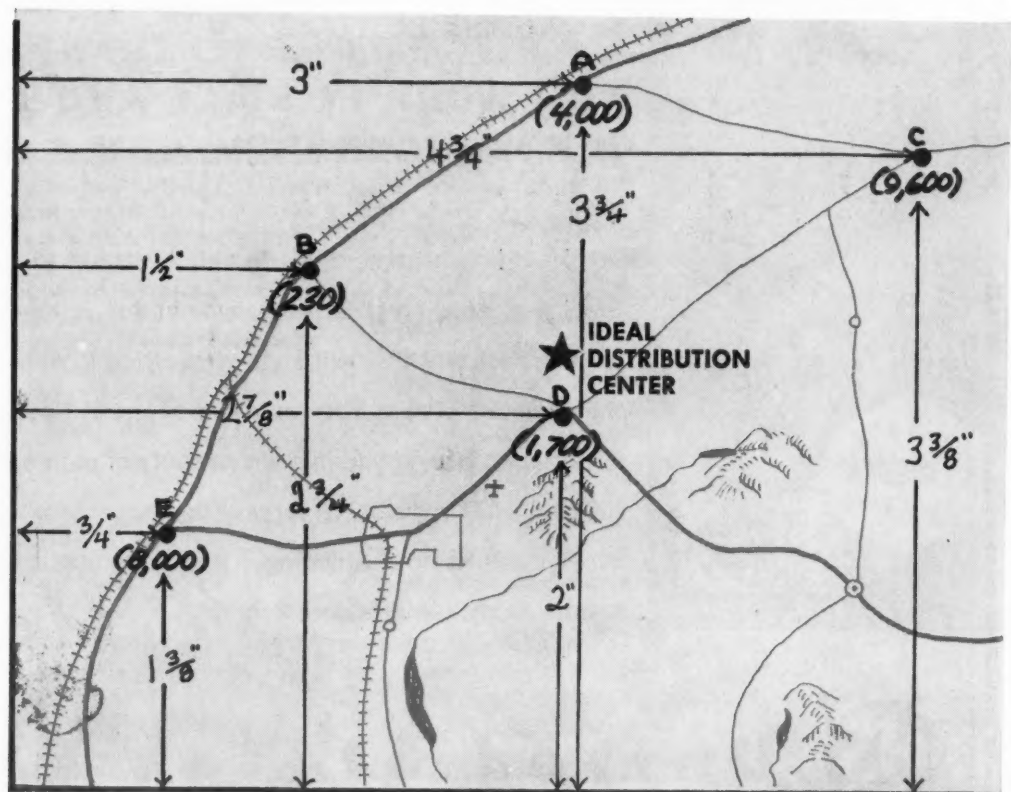 A
3"
(4,000)
4 3/4"
C
(9,600)
3 3/4"
B
1 1/2"
(230)
IDEAL
DISTRIBUTION
CENTER
2 7/8"
D
(1,700)
3 3/8"
2 3/4"
E
3/4"
(8,000)
2"
1 3/8"